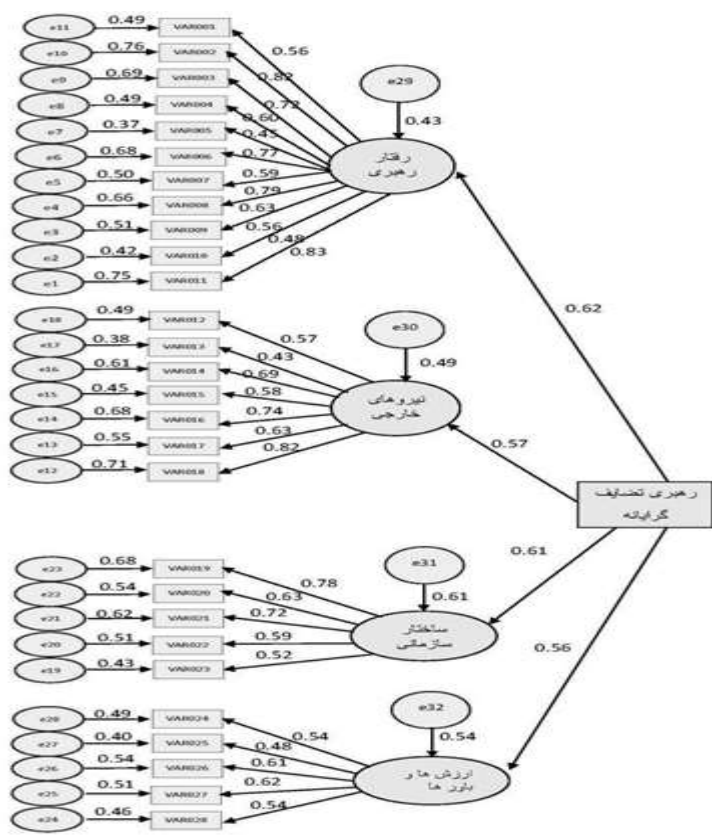 e11 0.49 VAR001 0.56
e10 0.76 VAR002 0.82
e9 0.69 VAR003 0.72
e8 0.49 VAR004 0.60
e7 0.37 VAR005 0.45
e6 0.68 VAR006 0.77
e5 0.50 VAR007 0.59
e4 0.66 VAR008 0.79
e3 0.51 VAR009 0.63
e2 0.42 VAR010 0.56
0.48
e1 0.75 VAR011 0.83
e29
0.43
رفتار
رهبری
0.62
e18 0.49 VAR012 0.57
e17 0.38 VAR013 0.43
e16 0.61 VAR014 0.69
e15 0.45 VAR015 0.58
e14 0.68 VAR016 0.74
e13 0.55 VAR017 0.63
e12 0.71 VAR018 0.82
e30
0.49
نیروهای
خارجی
0.57
رهبری تضایف
گرایانه
e23 0.68 VAR019 0.78
e22 0.54 VAR020 0.63
e21 0.62 VAR021 0.72
e20 0.51 VAR022 0.59
e19 0.43 VAR023 0.52
e31
0.61
ساختار
سازمانی
0.61
e28 0.49 VAR024 0.54
e27 0.40 VAR025 0.48
e26 0.54 VAR026 0.61
e25 0.51 VAR027 0.62
e24 0.46 VAR028 0.54
e32
0.54
ارزش ها و
باور ها
0.56